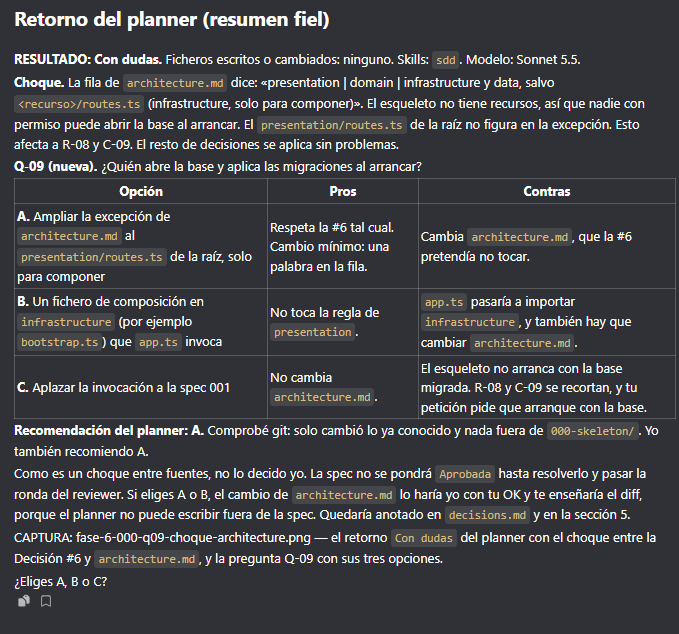 Retorno del planner (resumen fiel)
RESULTADO: Con dudas. Ficheros escritos o cambiados: ninguno. Skills: sdd. Modelo: Sonnet 5.5.
Choque. La fila de architecture.md dice: «presentation | domain | infrastructure y data, salvo
<recurso>/routes.ts (infrastructure, solo para componer)». El esqueleto no tiene recursos, así que nadie con
permiso puede abrir la base al arrancar. El presentation/routes.ts de la raíz no figura en la excepción. Esto
afecta a R-08 y C-09. El resto de decisiones se aplica sin problemas.
Q-09 (nueva). ¿Quién abre la base y aplica las migraciones al arrancar?
Opción Pros Contras
A. Ampliar la excepción de
architecture.md al
presentation/routes.ts de la raíz, solo
para componer
Respeta la #6 tal cual.
Cambio mínimo: una
palabra en la fila.
Cambia architecture.md, que la #6
pretendía no tocar.
B. Un fichero de composición en
infrastructure (por ejemplo
bootstrap.ts) que app.ts invoca
No toca la regla de
presentation.
app.ts pasaría a importar
infrastructure, y también hay que
cambiar architecture.md.
C. Aplazar la invocación a la spec 001
No cambia
architecture.md.
El esqueleto no arranca con la base
migrada. R-08 y C-09 se recortan, y tu
petición pide que arranque con la base.
Recomendación del planner: A. Comprobé git: solo cambió lo ya conocido y nada fuera de 000-skeleton/. Yo
también recomiendo A.
Como es un choque entre fuentes, no lo decido yo. La spec no se pondrá Aprobada hasta resolverlo y pasar la
ronda del reviewer. Si eliges A o B, el cambio de architecture.md lo haría yo con tu OK y te enseñaría el diff,
porque el planner no puede escribir fuera de la spec. Quedaría anotado en decisions.md y en la sección 5.
CAPTURA: fase-6-000-q09-choque-architecture.png — el retorno Con dudas del planner con el choque entre la
Decisión #6 y architecture.md, y la pregunta Q-09 con sus tres opciones.
¿Eliges A, B o C?